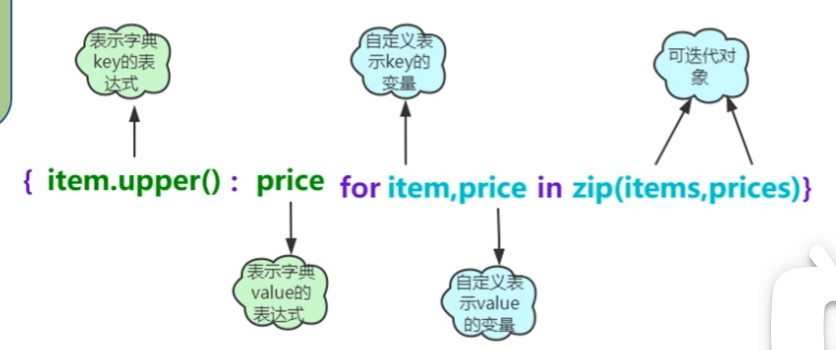 表示字典
key的表
达式
自定义表
示key的
变量
可迭代对
象
{ item.upper() : price for item,price in zip(items,prices)}
表示字典
value的
表达式
自定义表
示value
的变量